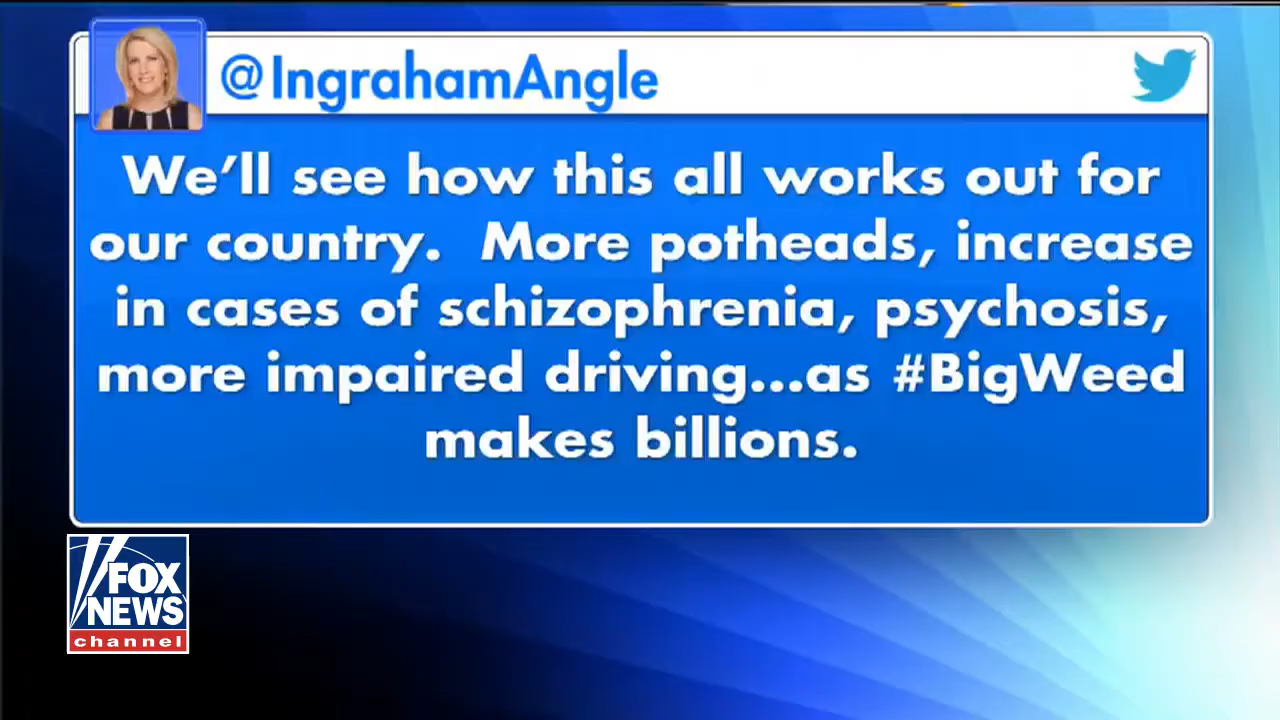 @IngrahamAngle
We’ll see how this all works out for
our country.  More potheads, increase
in cases of schizophrenia, psychosis,
more impaired driving...as #BigWeed
makes billions.
FOX
NEWS
channel